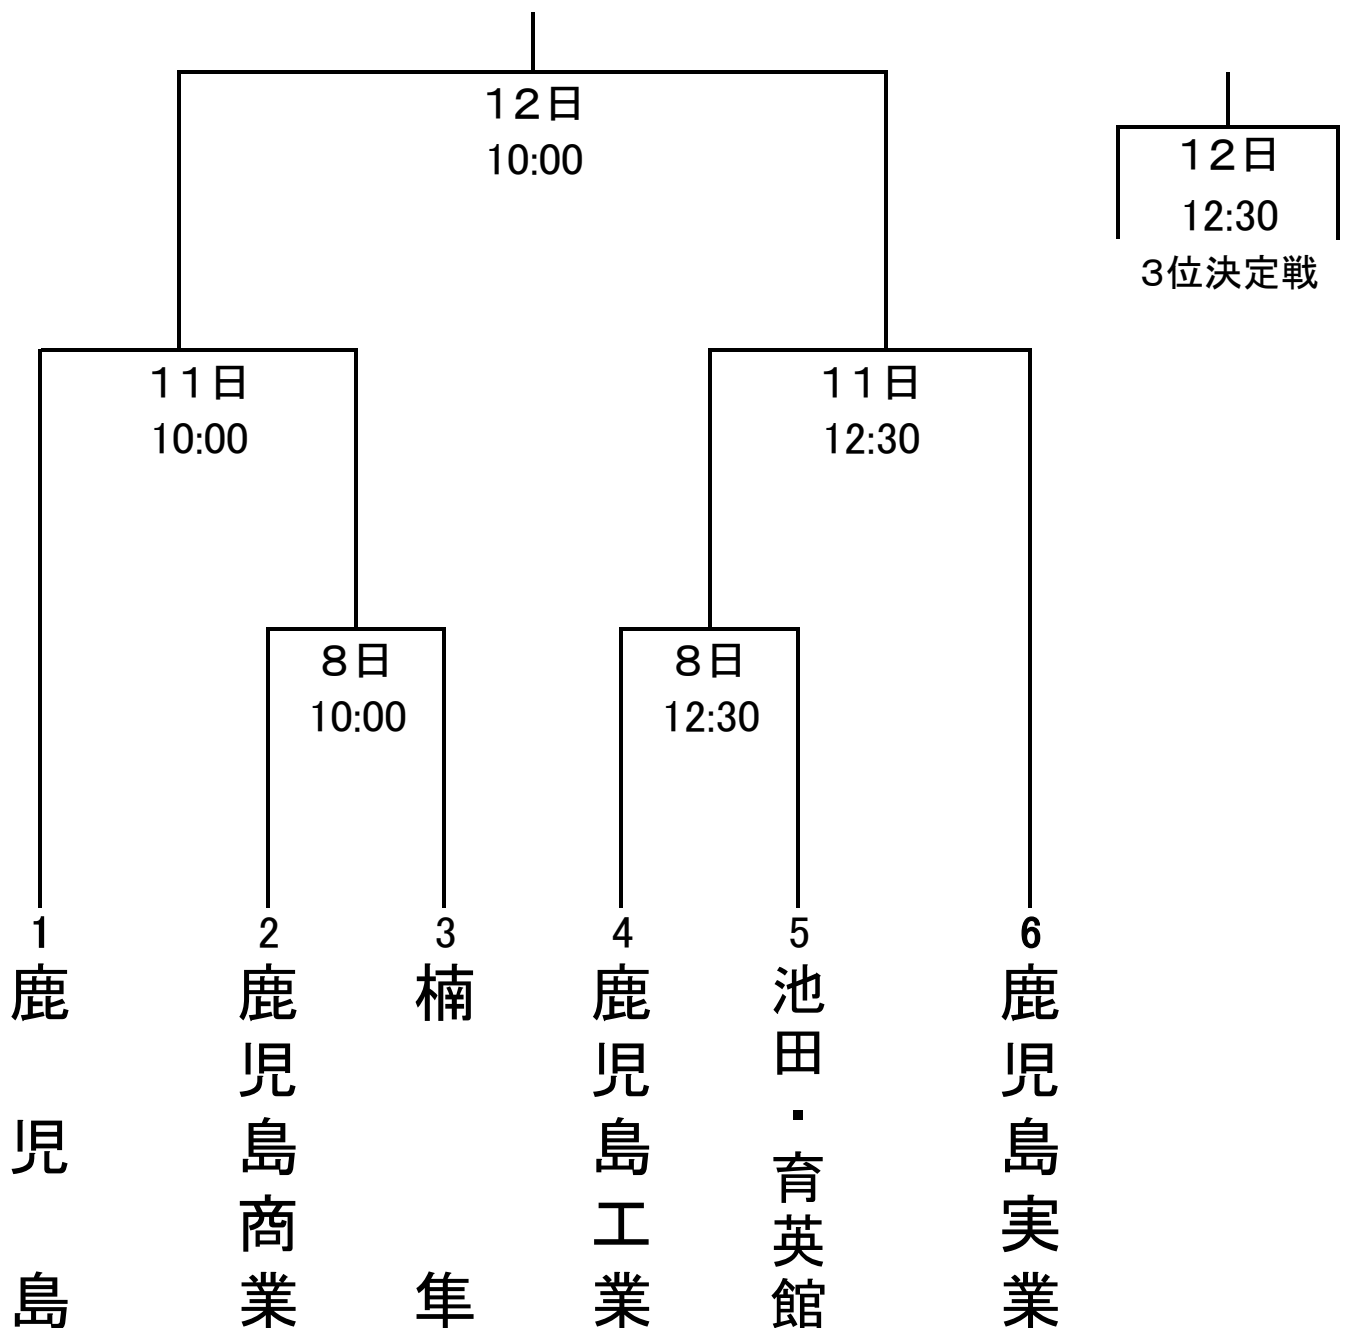 １２日
10:00
１２日
12:30
３位決定戦
１１日
10:00
１１日
12:30
８日
10:00
８日
12:30
1
2
3
4
5
6
鹿児島
鹿児島商業
楠隼
鹿児島工業
池田・育英館
鹿児島実業